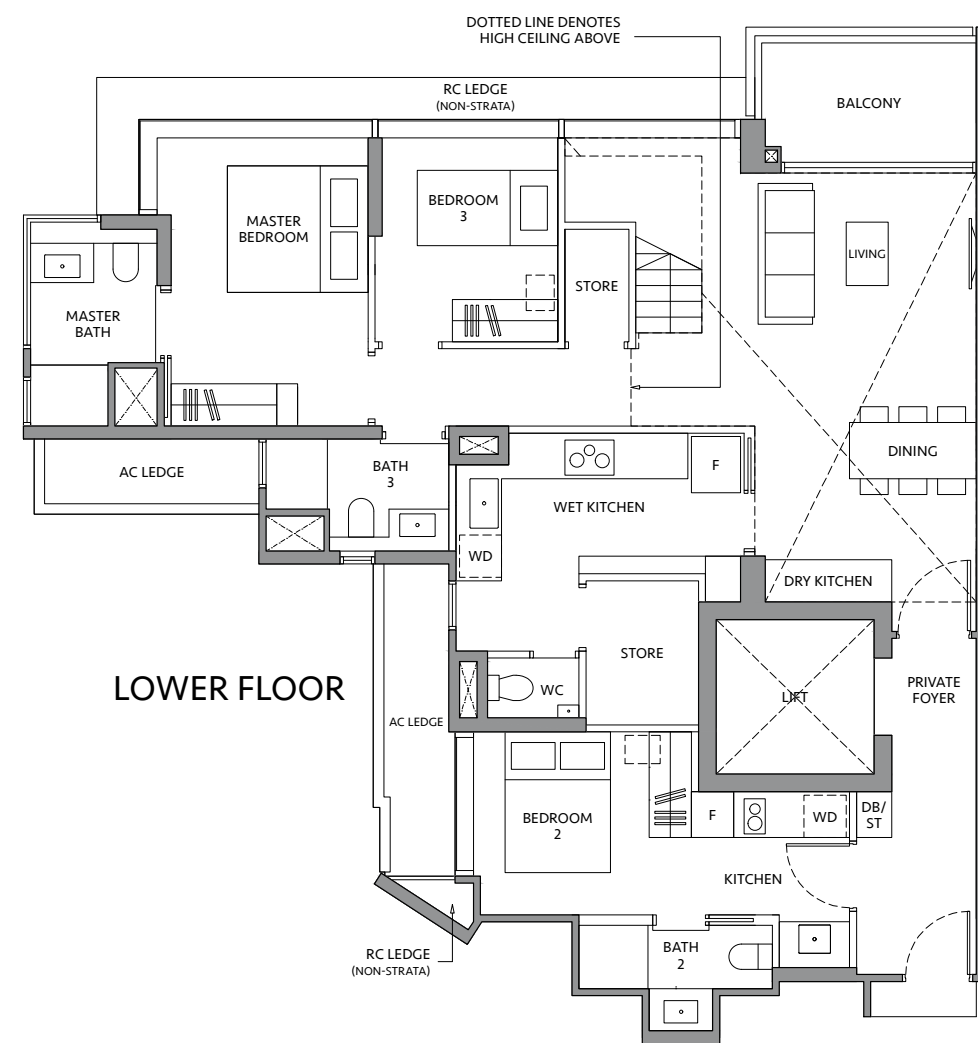 DOTTED LINE DENOTES
HIGH CEILING ABOVE
RC LEDGE
(NON-STRATA)
BALCONY
MASTER
BEDROOM
BEDROOM
3
STORE
LIVING
MASTER
BATH
AC LEDGE
BATH
3
F
DINING
WET KITCHEN
WD
DRY KITCHEN
STORE
LOWER FLOOR
WC
LIFT
PRIVATE
FOYER
AC LEDGE
BEDROOM
2
F
WD
DB/
ST
KITCHEN
BATH
2
RC LEDGE
(NON-STRATA)